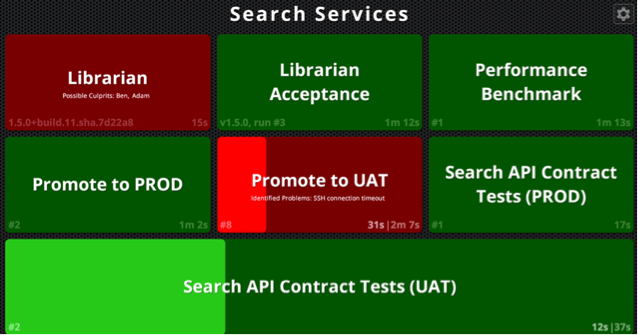 Search Services
Librarian
Possible Culprits: Ben, Adam
1.5.0+build.11.sha.7d22a8 15s
Librarian
Acceptance
v1.5.0, run #3 1m 12s
Performance
Benchmark
#1 1m 13s
Promote to PROD
#2 1m 2s
Promote to UAT
Identified Problems: SSH connection timeout
#8 31s|2m 7s
Search API Contract
Tests (PROD)
#1 17s
Search API Contract Tests (UAT)
#2 12s|37s